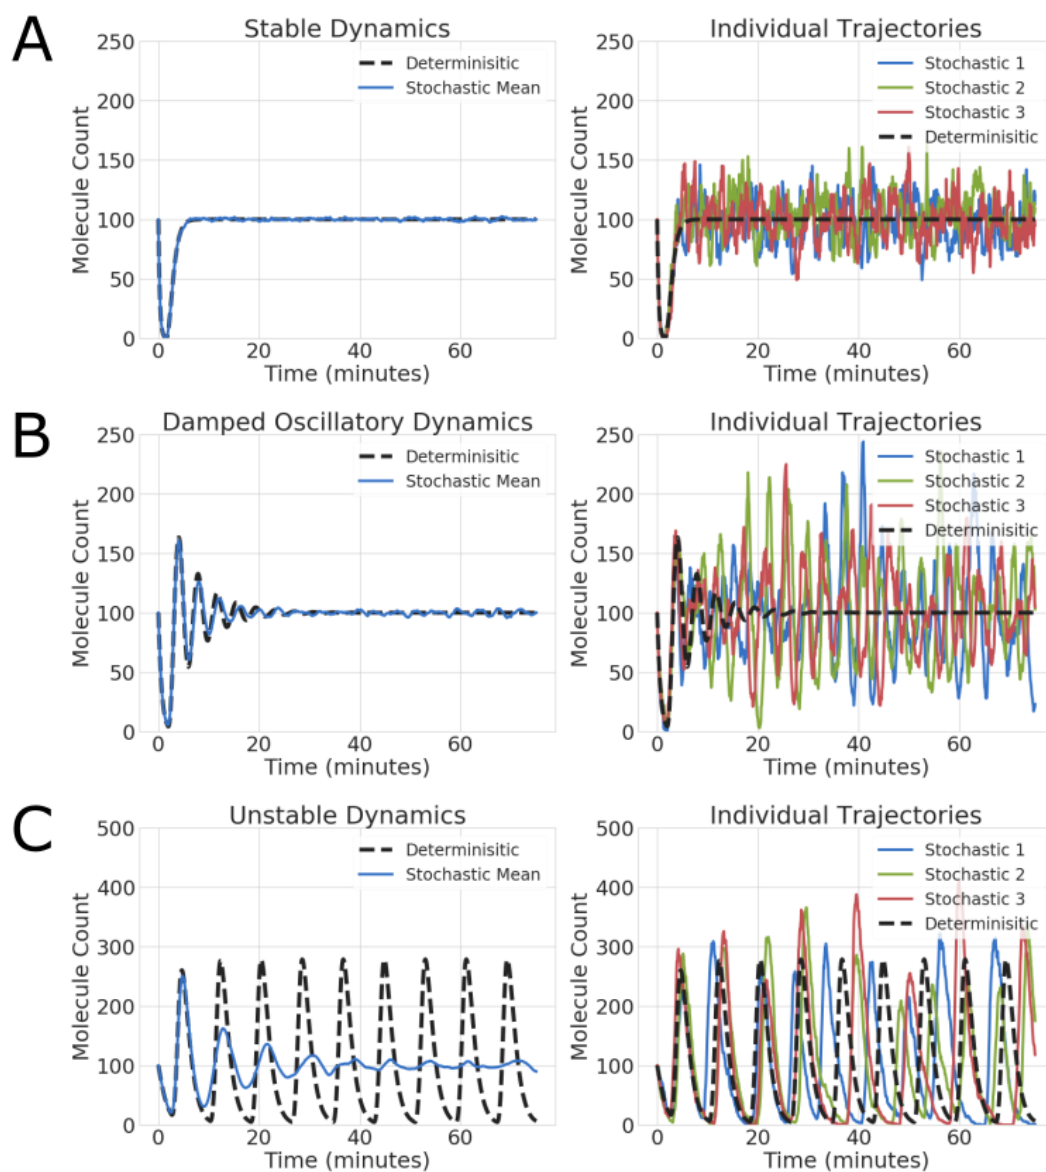 A
Stable Dynamics
Individual Trajectories
Molecule Count
250
200
150
100
50
0
Determinisitic
Stochastic Mean
0 20 40 60
Time (minutes)
Molecule Count
250
200
150
100
50
0
Stochastic 1
Stochastic 2
Stochastic 3
Determinisitic
0 20 40 60
Time (minutes)
B
Damped Oscillatory Dynamics
Individual Trajectories
Molecule Count
250
200
150
100
50
0
Determinisitic
Stochastic Mean
0 20 40 60
Time (minutes)
Molecule Count
250
200
150
100
50
0
Stochastic 1
Stochastic 2
Stochastic 3
Determinisitic
0 20 40 60
Time (minutes)
C
Unstable Dynamics
Individual Trajectories
Molecule Count
500
400
300
200
100
0
Determinisitic
Stochastic Mean
0 20 40 60
Time (minutes)
Molecule Count
500
400
300
200
100
0
Stochastic 1
Stochastic 2
Stochastic 3
Determinisitic
0 20 40 60
Time (minutes)